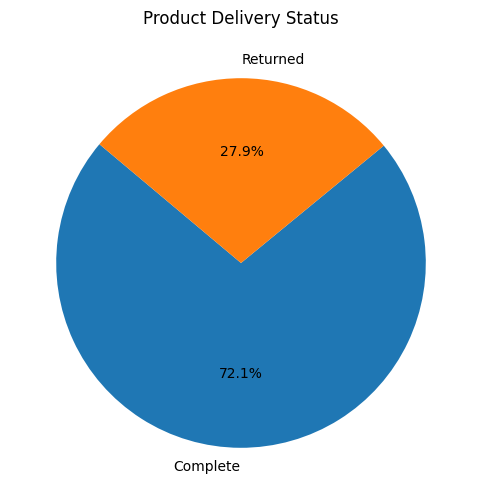 Product Delivery Status
Returned
27.9%
72.1%
Complete